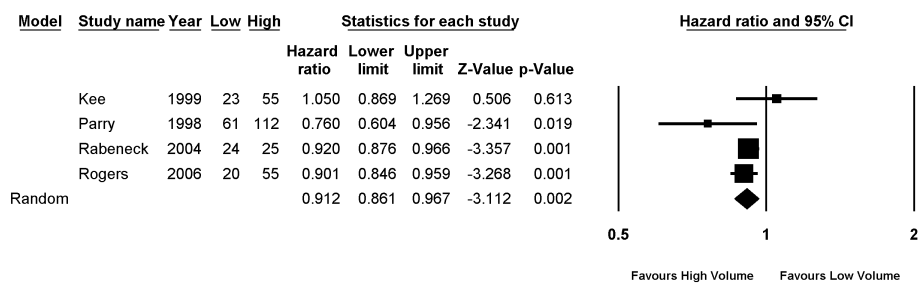 Model Study name Year Low High Statistics for each study Hazard ratio and 95% CI
Hazard Lower Upper
ratio limit limit Z-Value p-Value
Kee 1999 23 55 1.050 0.869 1.269 0.506 0.613
Parry 1998 61 112 0.760 0.604 0.956 -2.341 0.019
Rabeneck 2004 24 25 0.920 0.876 0.966 -3.357 0.001
Rogers 2006 20 55 0.901 0.846 0.959 -3.268 0.001
Random 0.912 0.861 0.967 -3.112 0.002
0.5 1 2
Favours High Volume Favours Low Volume